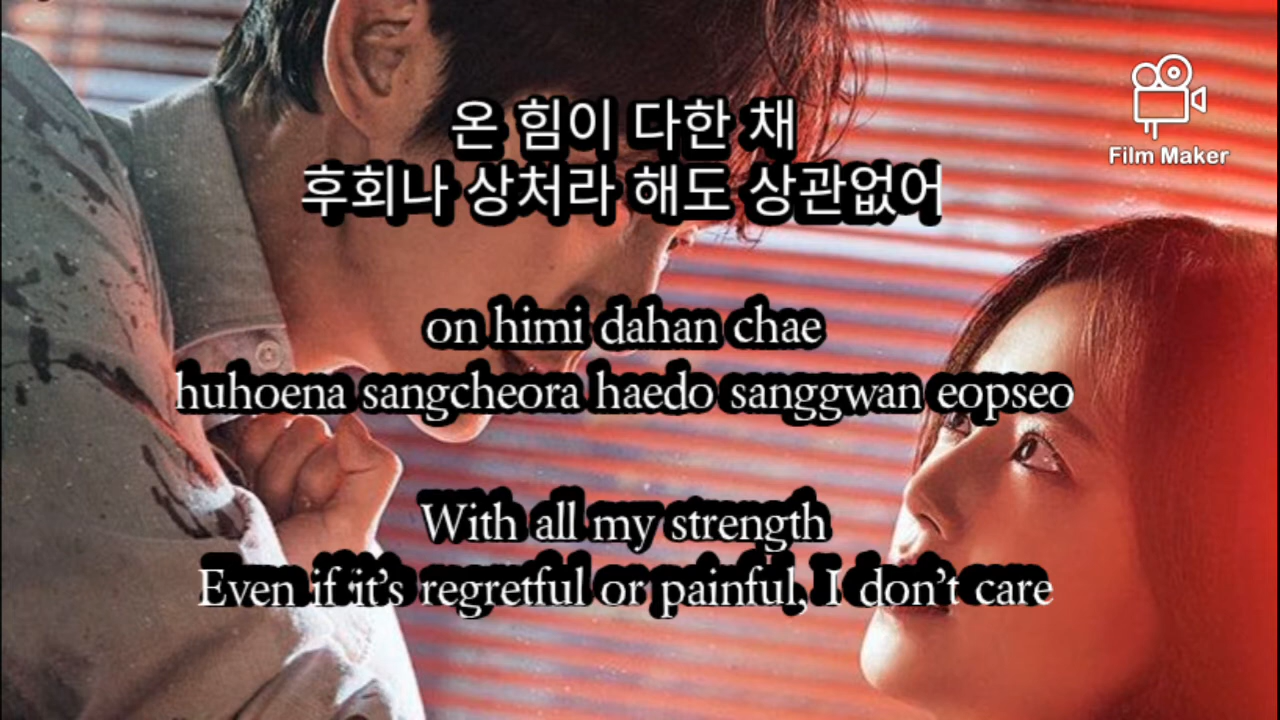 Film Maker
온 힘이 다한 채
후회나 상처라 해도 상관없어
on himi dahan chae
huhoena sangcheora haedo sanggwan eopseo
With all my strength
Even if it's regretful or painful, I don't care